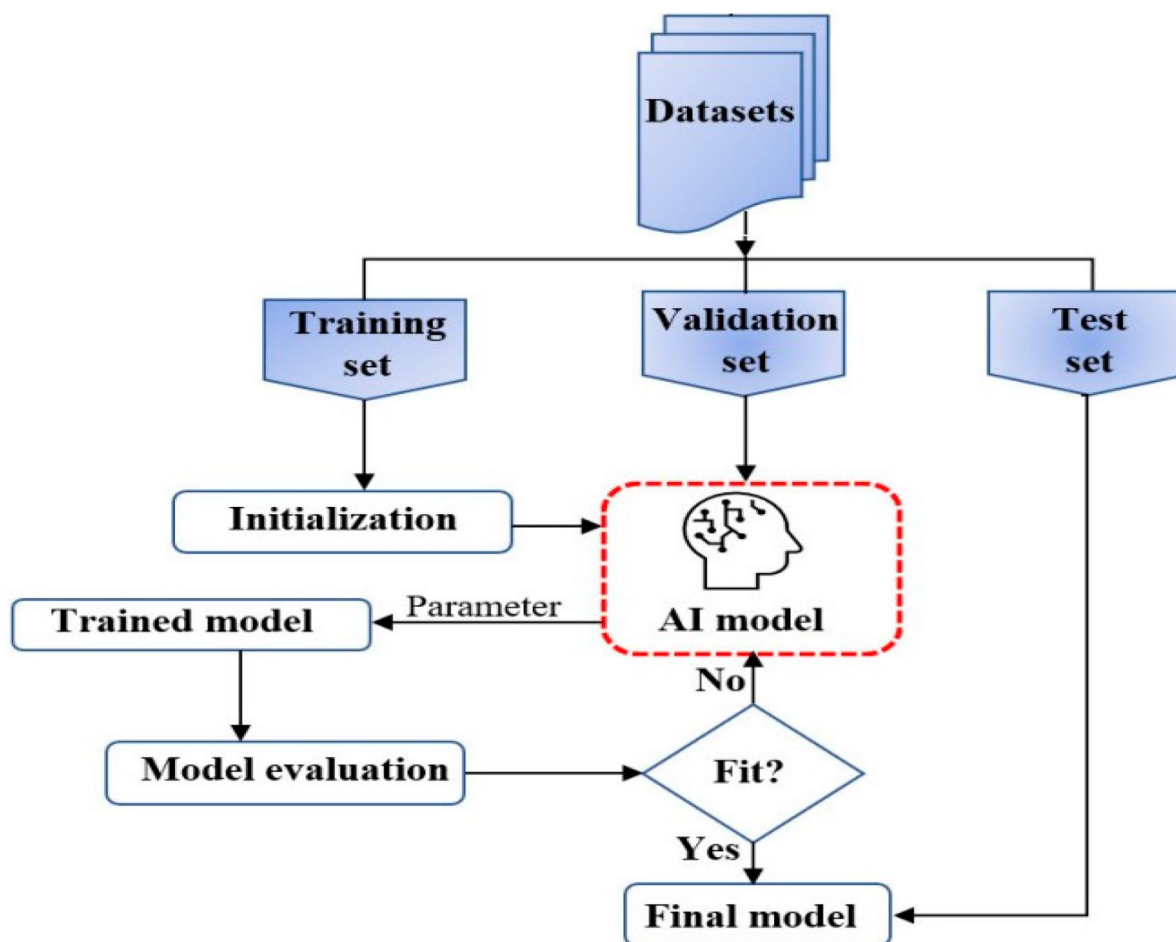 Datasets
Training
set
Validation
set
Test
set
Initialization
AI model
Parameter
Trained model
No
Model evaluation
Fit?
Yes
Final model